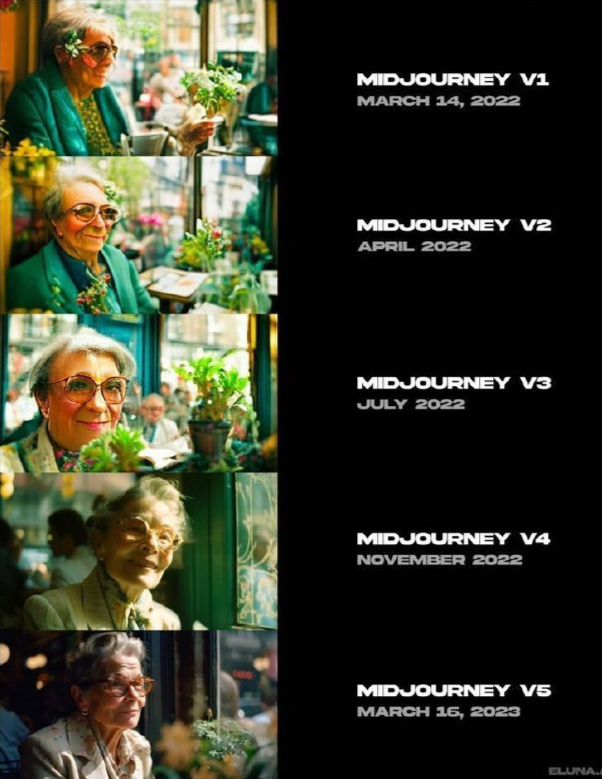 MIDJOURNEY V1
MARCH 14, 2022
MIDJOURNEY V2
APRIL 2022
MIDJOURNEY V3
JULY 2022
MIDJOURNEY V4
NOVEMBER 2022
MIDJOURNEY V5
MARCH 16, 2023